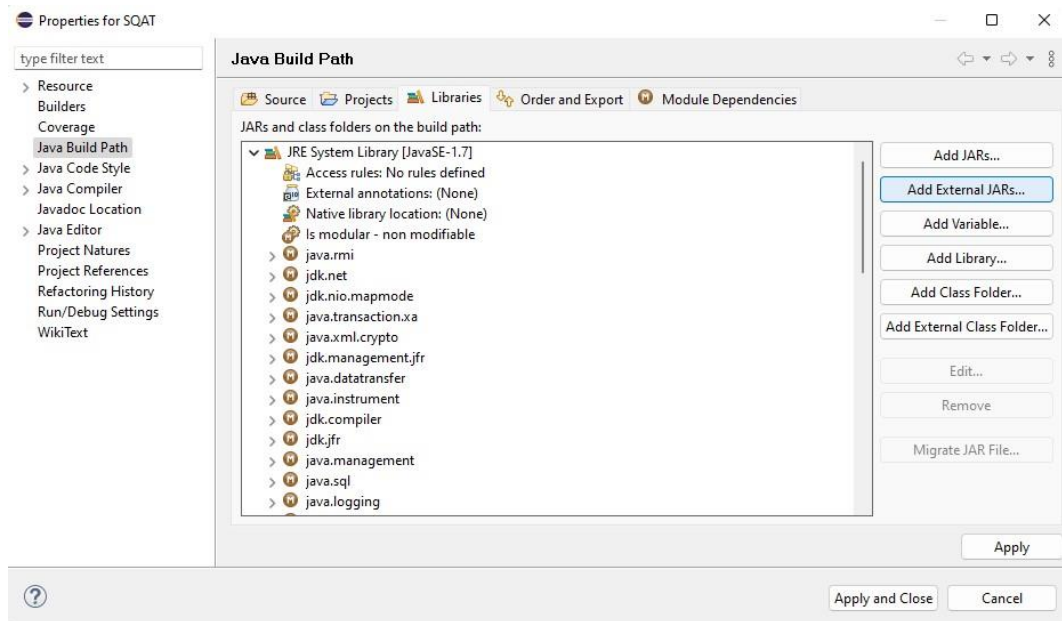 Properties for SQAT
type filter text
Resource
Builders
Coverage
Java Build Path
Java Code Style
Java Compiler
Javadoc Location
Java Editor
Project Natures
Project References
Refactoring History
Run/Debug Settings
WikiText
Java Build Path
Source Projects Libraries Order and Export Module Dependencies
JARs and class folders on the build path:
JRE System Library [JavaSE-1.7]
Access rules: No rules defined
External annotations: (None)
Native library location: (None)
Is modular - non modifiable
java.rmi
jdk.net
jdk.nio.mapmode
java.transaction.xa
java.xml.crypto
jdk.management.jfr
java.datatransfer
java.instrument
jdk.compiler
jdk.jfr
java.management
java.sql
java.logging
Add JARs...
Add External JARs...
Add Variable...
Add Library...
Add Class Folder...
Add External Class Folder...
Edit...
Remove
Migrate JAR File...
Apply
?
Apply and Close Cancel